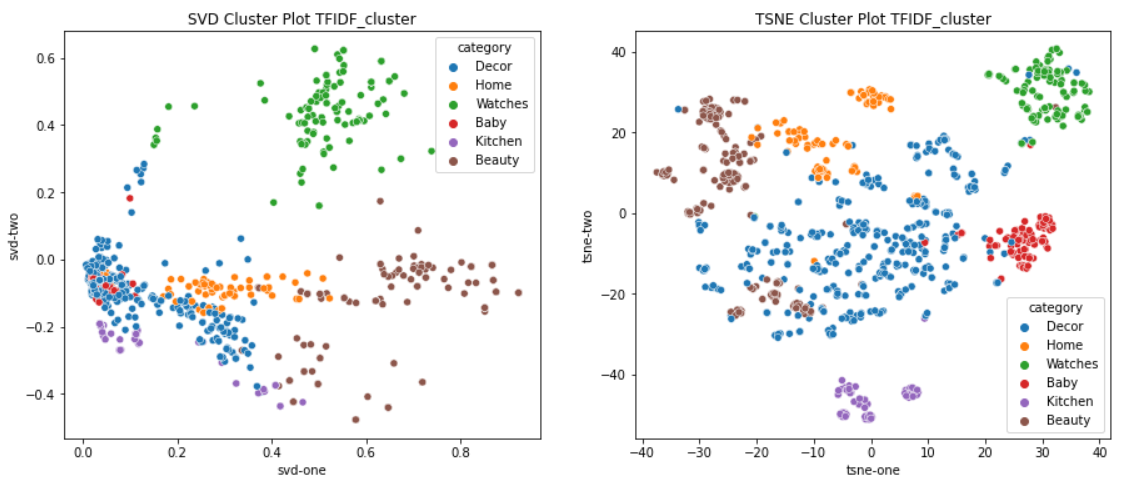 SVD Cluster Plot TFIDF_cluster
category
Decor
Home
Watches
Baby
Kitchen
Beauty
0.6
0.4
0.2
0.0
−0.2
−0.4
svd-two
0.0
0.2
0.4
0.6
0.8
svd-one
TSNE Cluster Plot TFIDF_cluster
40
20
0
−20
−40
tsne-two
category
Decor
Home
Watches
Baby
Kitchen
Beauty
−40
−30
−20
−10
0
10
20
30
40
tsne-one